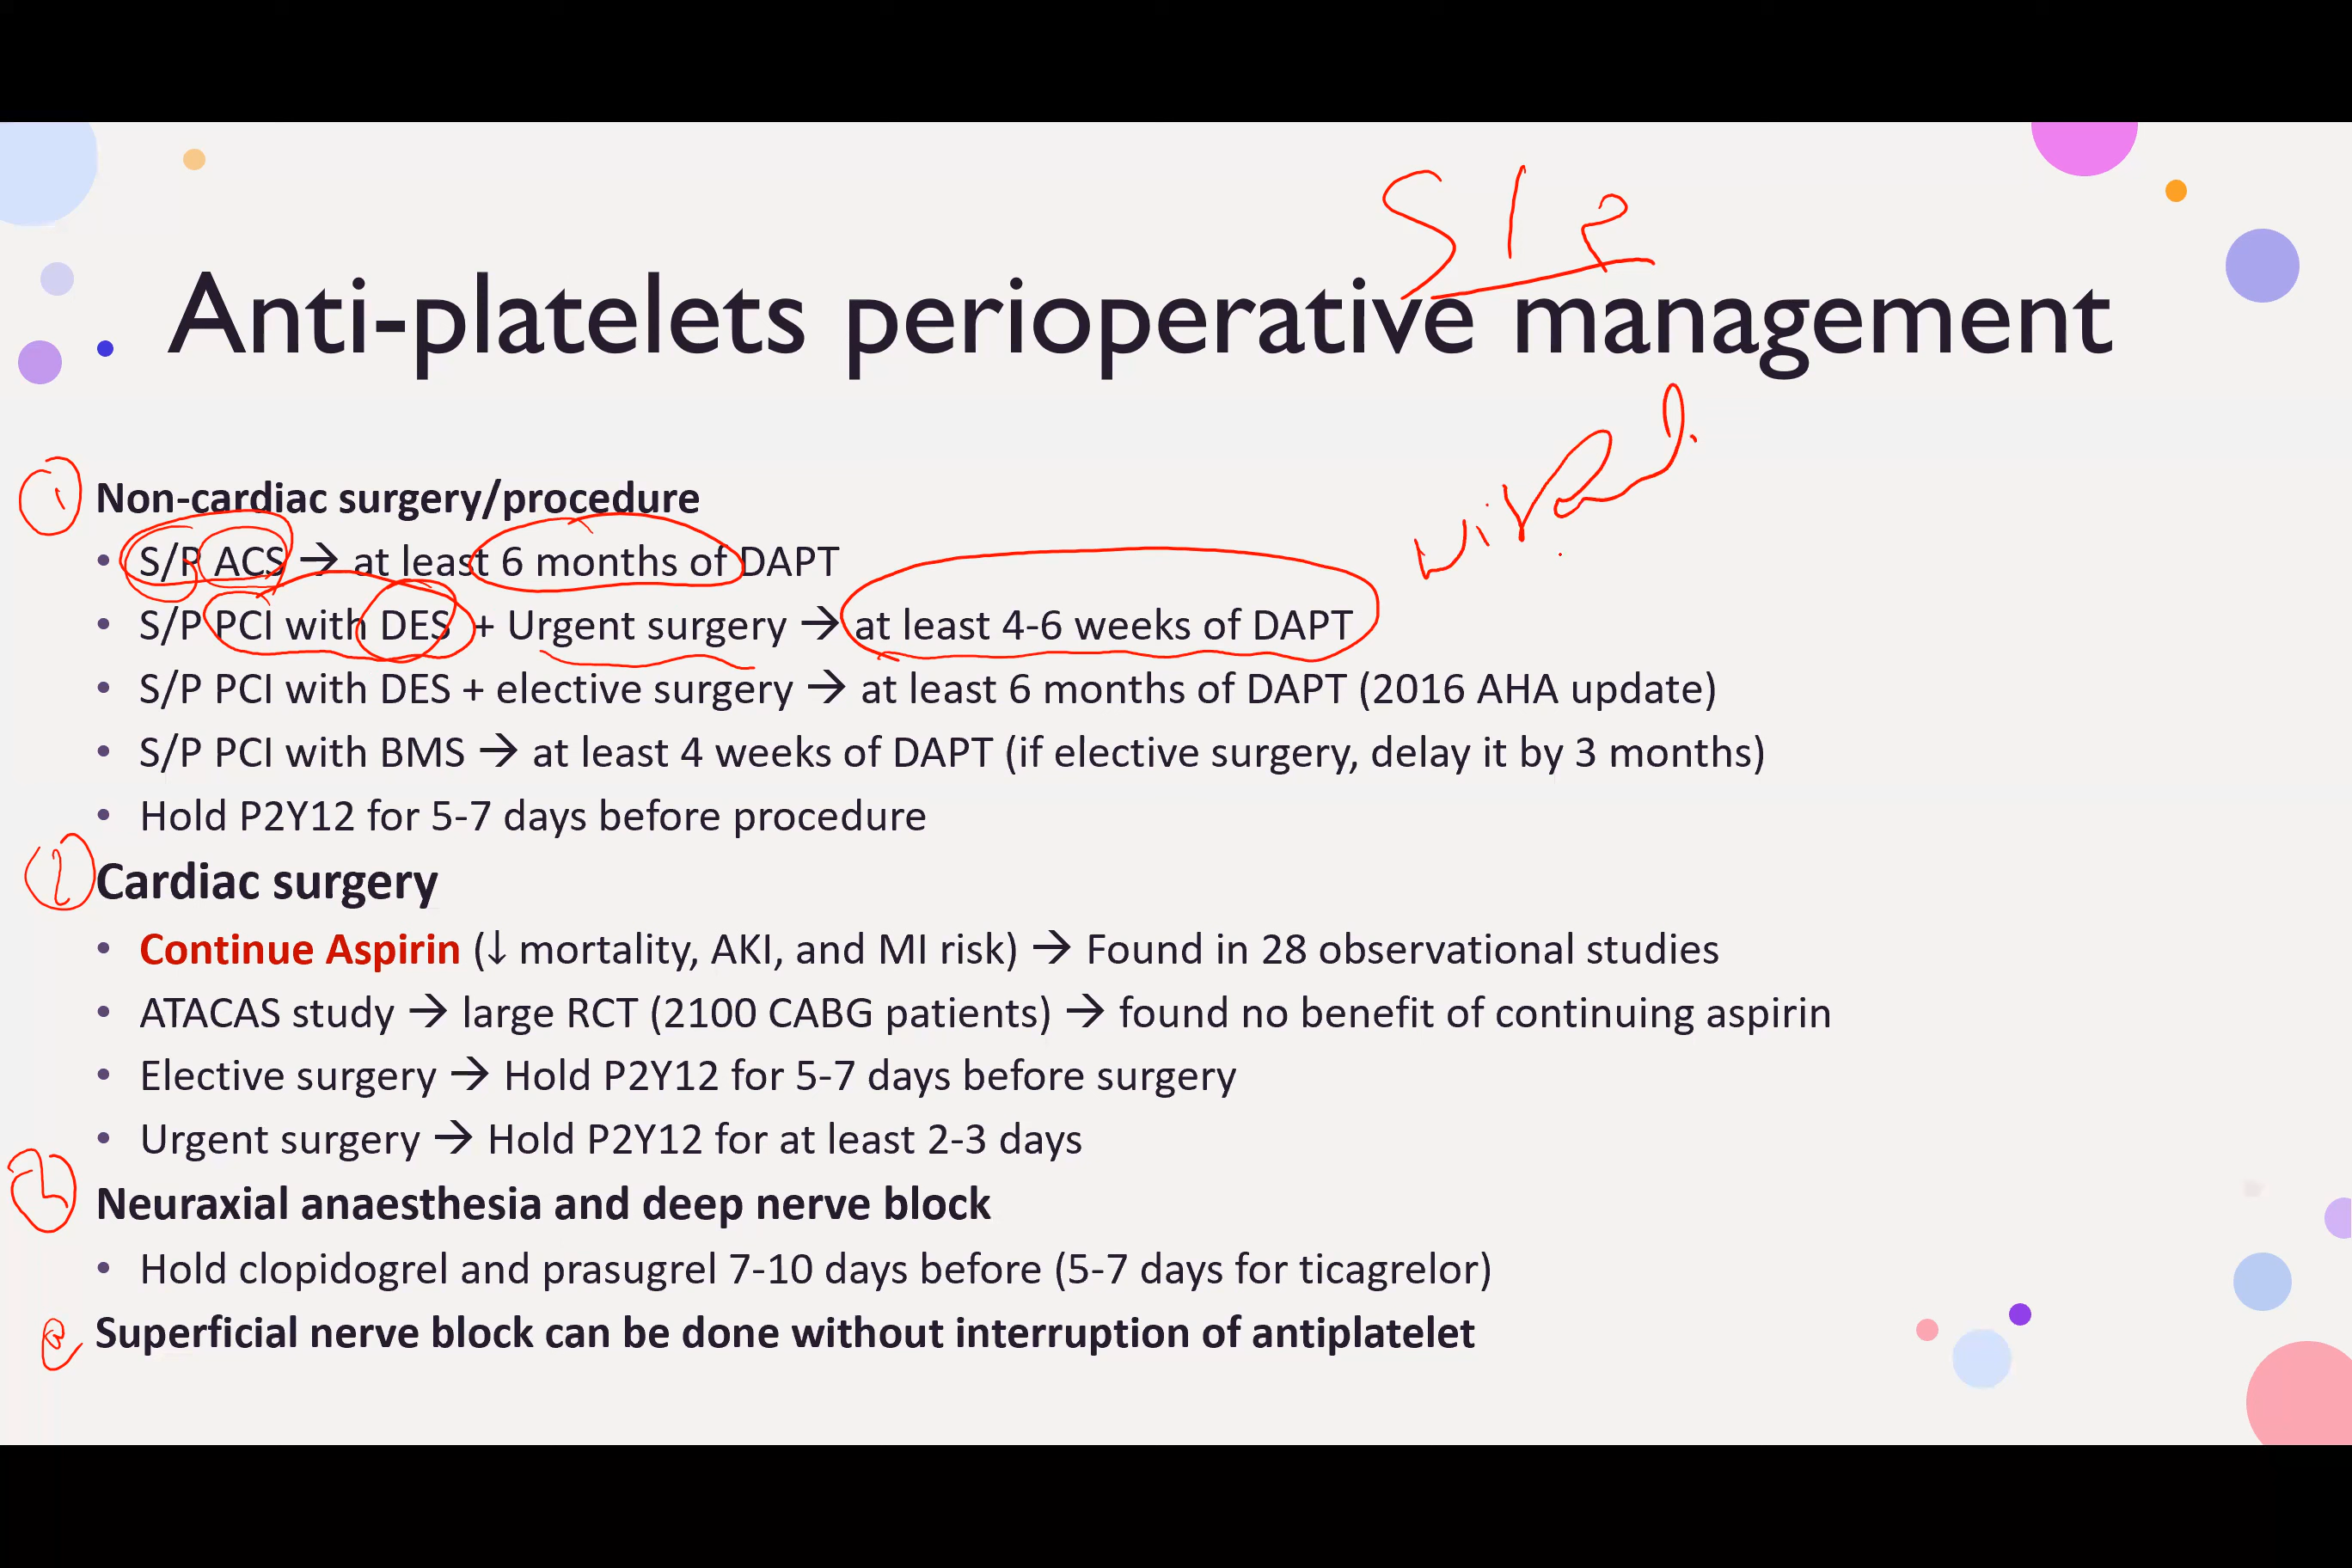 S/P
Anti-platelets perioperative management
1 Non-cardiac surgery/procedure
• S/P ACS → at least 6 months of DAPT
• S/P PCI with DES + Urgent surgery → at least 4-6 weeks of DAPT
• S/P PCI with DES + elective surgery → at least 6 months of DAPT (2016 AHA update)
• S/P PCI with BMS → at least 4 weeks of DAPT (if elective surgery, delay it by 3 months)
• Hold P2Y12 for 5-7 days before procedure
2 Cardiac surgery
• Continue Aspirin (↓ mortality, AKI, and MI risk) → Found in 28 observational studies
• ATACAS study → large RCT (2100 CABG patients) → found no benefit of continuing aspirin
• Elective surgery → Hold P2Y12 for 5-7 days before surgery
• Urgent surgery → Hold P2Y12 for at least 2-3 days
Neuraxial anaesthesia and deep nerve block
• Hold clopidogrel and prasugrel 7-10 days before (5-7 days for ticagrelor)
Superficial nerve block can be done without interruption of antiplatelet